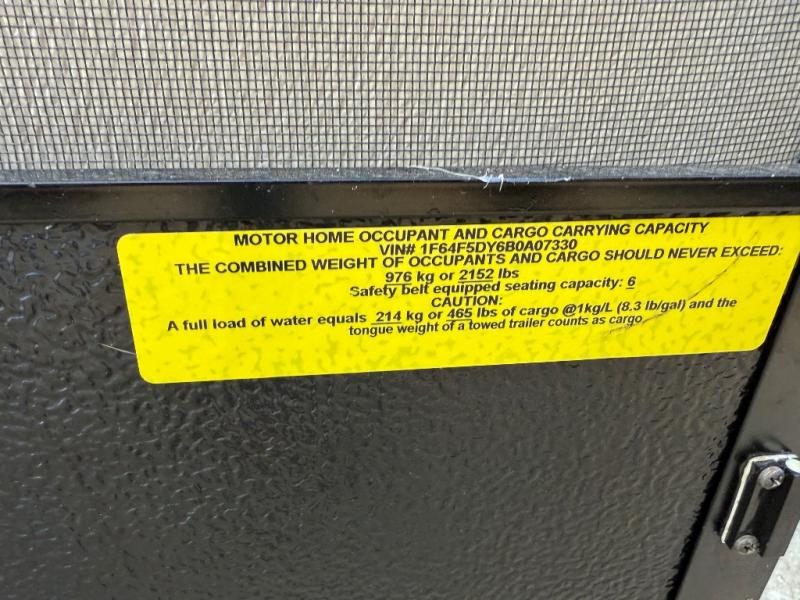 MOTOR HOME OCCUPANT AND CARGO CARRYING CAPACITY
VIN# 1F64F5DY6B0A07330
THE COMBINED WEIGHT OF OCCUPANTS AND CARGO SHOULD NEVER EXCEED:
976 kg or 2152 lbs
Safety belt equipped seating capacity: 6
CAUTION:
A full load of water equals 214 kg or 465 lbs of cargo @1kg/L (8.3 lb/gal) and the
tongue weight of a towed trailer counts as cargo